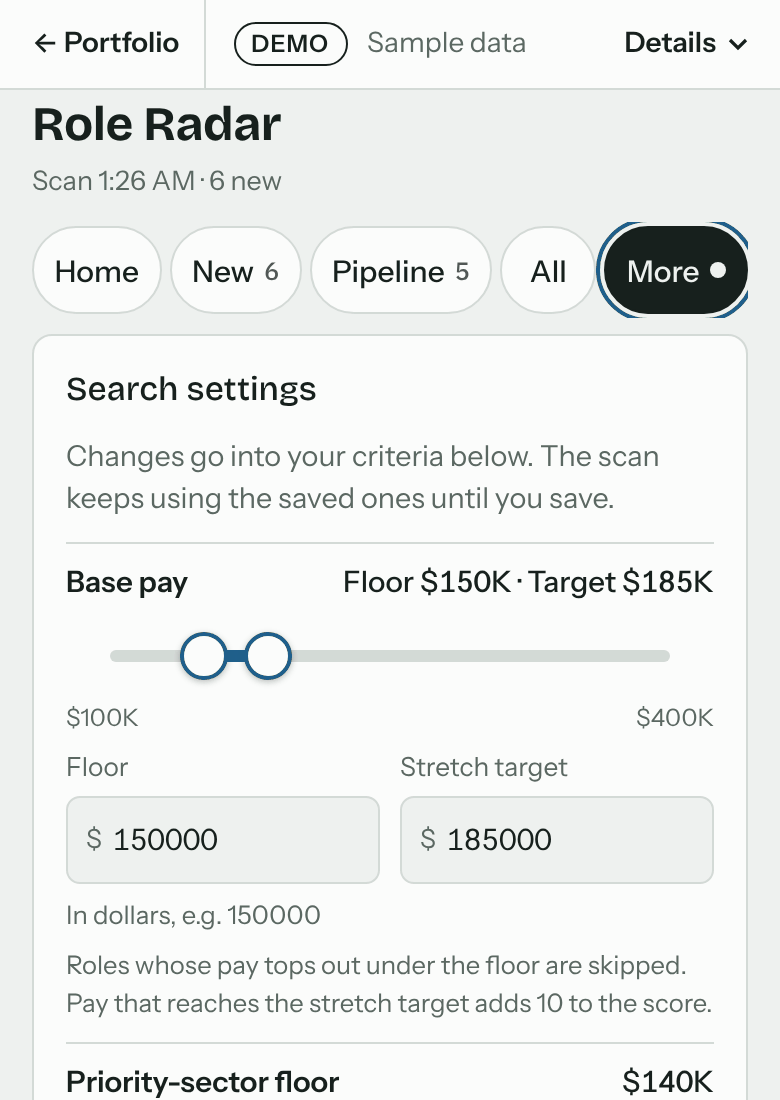 ← Portfolio DEMO Sample data Details
Role Radar
Scan 1:26 AM · 6 new
Home New 6 Pipeline 5 All More
Search settings
Changes go into your criteria below. The scan
keeps using the saved ones until you save.
Base pay Floor $150K · Target $185K
$100K $400K
Floor Stretch target
$ 150000 $ 185000
In dollars, e.g. 150000
Roles whose pay tops out under the floor are skipped.
Pay that reaches the stretch target adds 10 to the score.
Priority-sector floor $140K